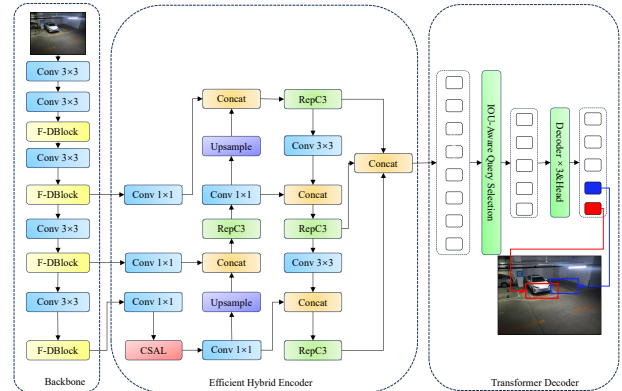 Conv 3×3
Conv 3×3
F-DBlock
Conv 3×3
F-DBlock
Conv 3×3
F-DBlock
Conv 3×3
F-DBlock
Backbone
Concat
RepC3
Upsample
Conv 3×3
Concat
Conv 1×1
Conv 1×1
Concat
RepC3
RepC3
Conv 1×1
Concat
Conv 3×3
Conv 1×1
Upsample
Concat
CSAL
Conv 1×1
RepC3
Efficient Hybrid Encoder
IOU-Aware Query Selection
Decoder×3&Head
Transformer Decoder